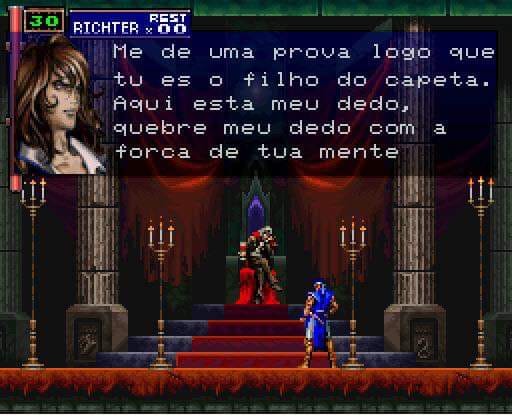 30
REST
RICHTER x00
Me de uma prova logo que
tu es o filho do capeta.
Aqui esta meu dedo,
quebre meu dedo com a
forca de tua mente